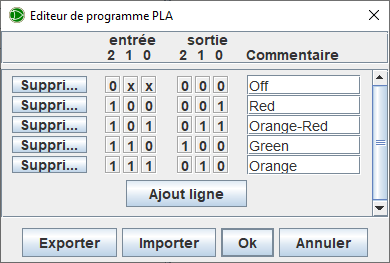 Editeur de programme PLA
entrée sortie
2 1 0 2 1 0 Commentaire
Suppri... 0 x x 0 0 0 Off
Suppri... 1 0 0 0 0 1 Red
Suppri... 1 0 1 0 1 1 Orange-Red
Suppri... 1 1 0 1 0 0 Green
Suppri... 1 1 1 0 1 0 Orange
Ajout ligne
Exporter Importer Ok Annuler